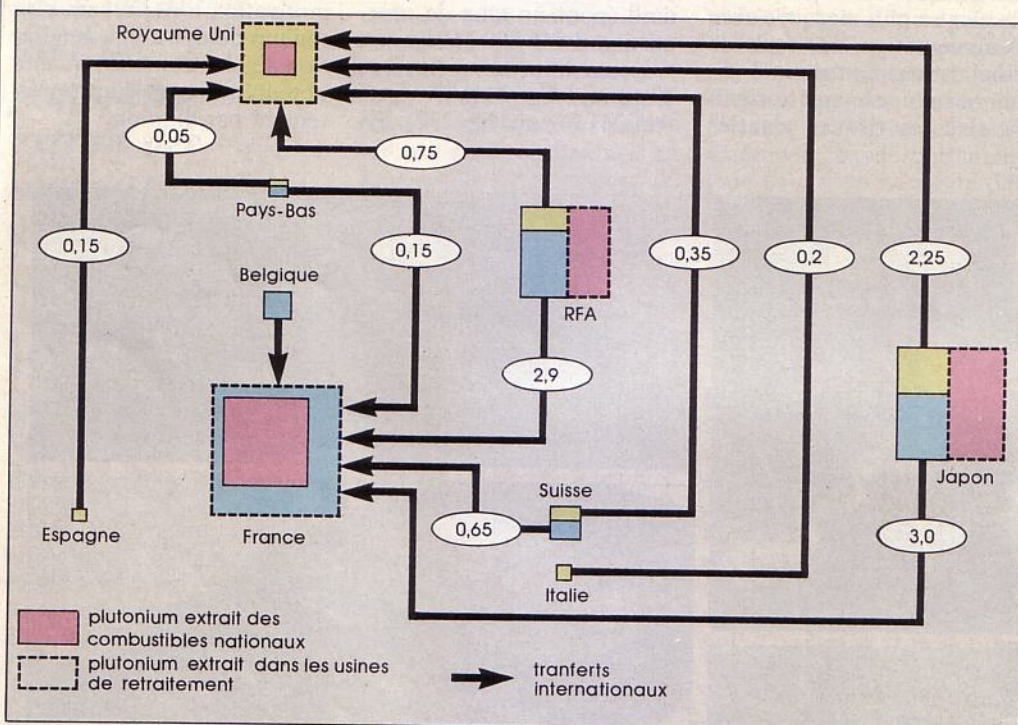 Royaume Uni
0,05
0,75
Pays-Bas
0,15
0,15
0,35
0,2
2,25
Belgique
RFA
2,9
Japon
Suisse
Espagne
France
0,65
3,0
Italie
plutonium extrait des
combustibles nationaux
plutonium extrait dans les usines
de retraitement
tranferts
internationaux